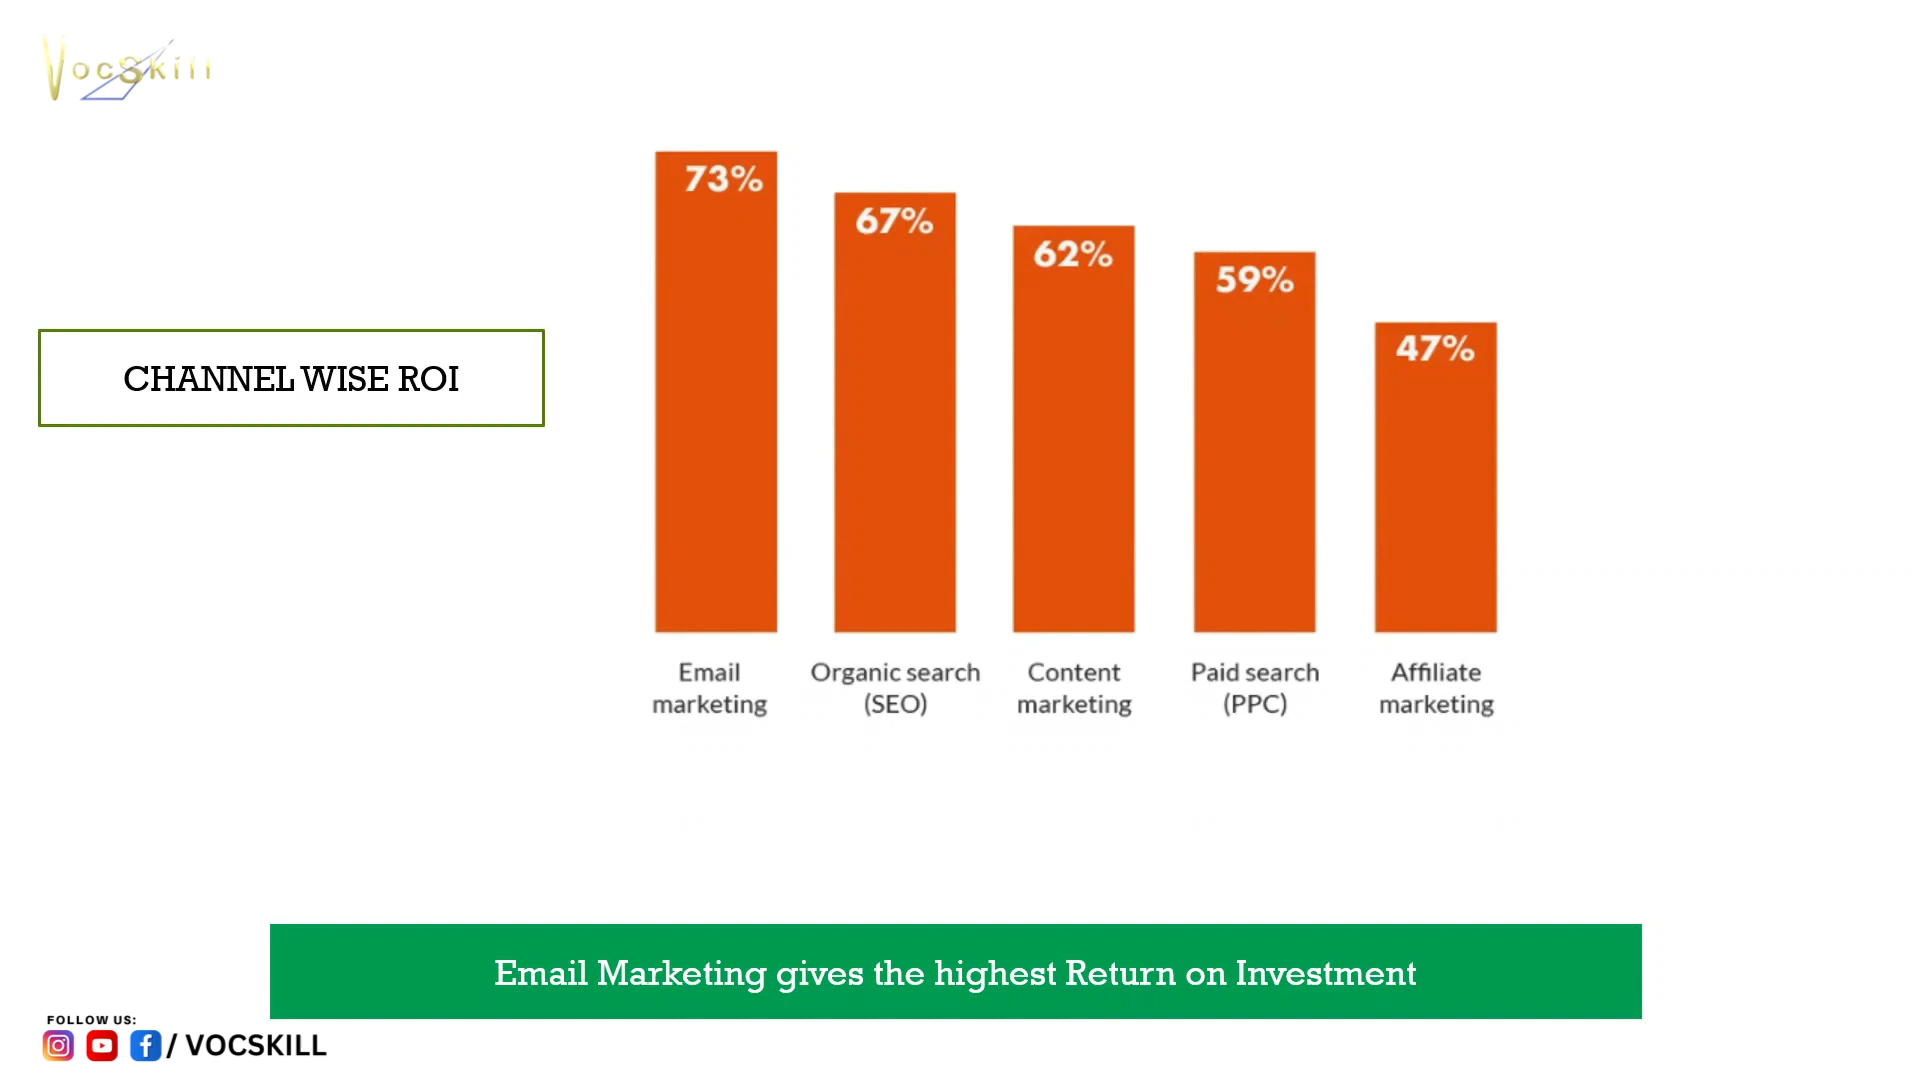 VocSkill
73%
67%
62%
59%
47%
CHANNEL WISE ROI
Email
marketing
Organic search
(SEO)
Content
marketing
Paid search
(PPC)
Affiliate
marketing
Email Marketing gives the highest Return on Investment
FOLLOW US:
/ VOCSKILL